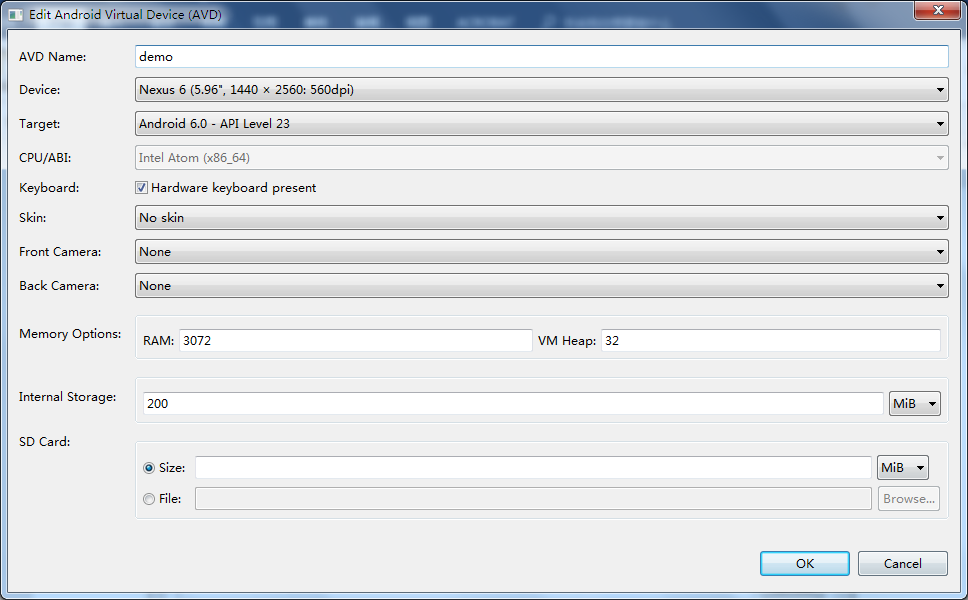 Edit Android Virtual Device (AVD)
AVD Name: demo
Device: Nexus 6 (5.96", 1440 × 2560: 560dpi)
Target: Android 6.0 - API Level 23
CPU/ABI: Intel Atom (x86_64)
Keyboard: Hardware keyboard present
Skin: No skin
Front Camera: None
Back Camera: None
Memory Options: RAM: 3072 VM Heap: 32
Internal Storage: 200 MiB
SD Card:
Size: MiB
File: Browse...
OK Cancel